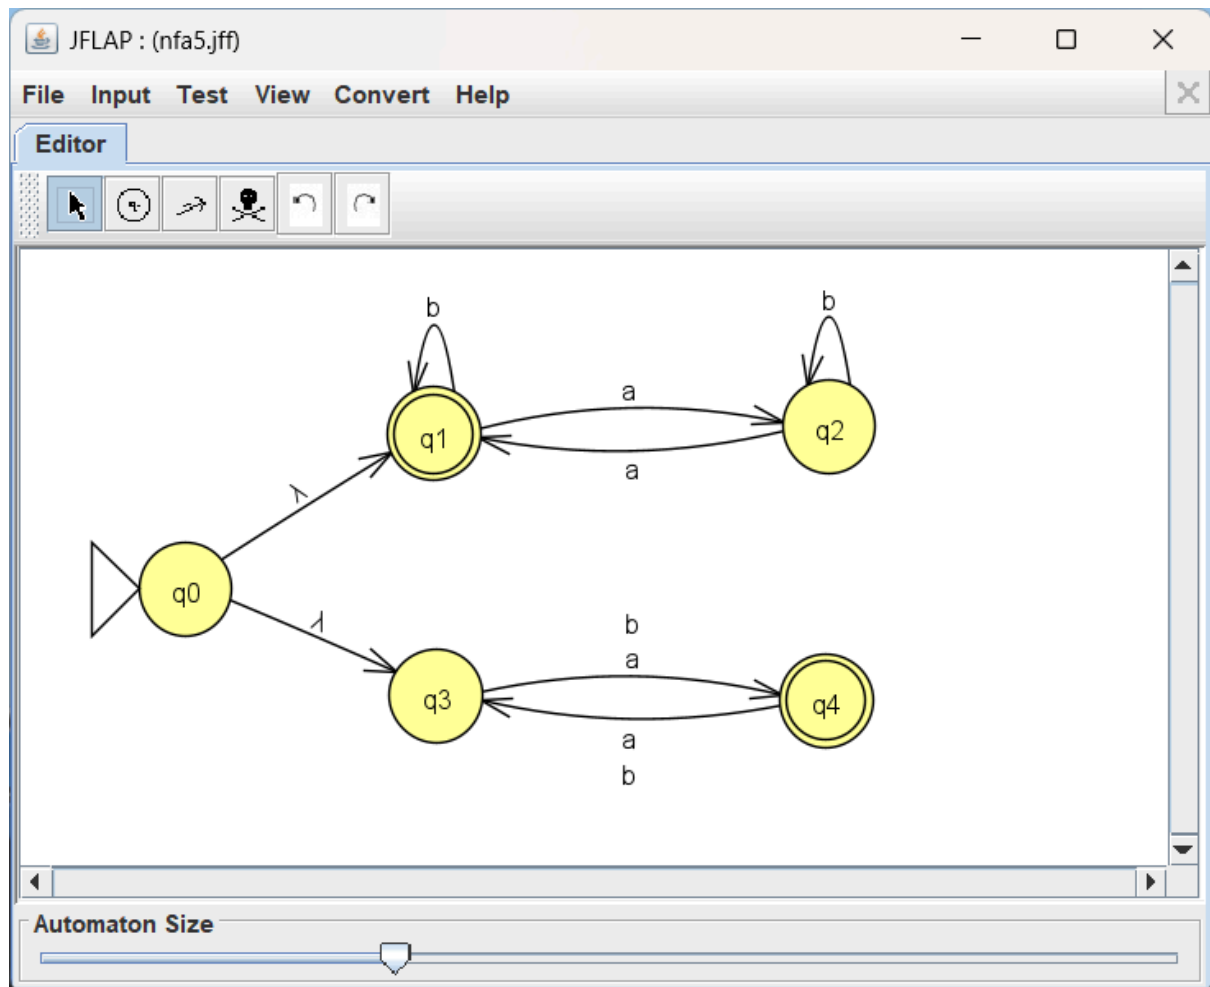 JFLAP : (nfa5.jff)
File Input Test View Convert Help
Editor
b
b
a
q1
q2
a
λ
q0
λ
b
a
q3
q4
a
b
Automaton Size